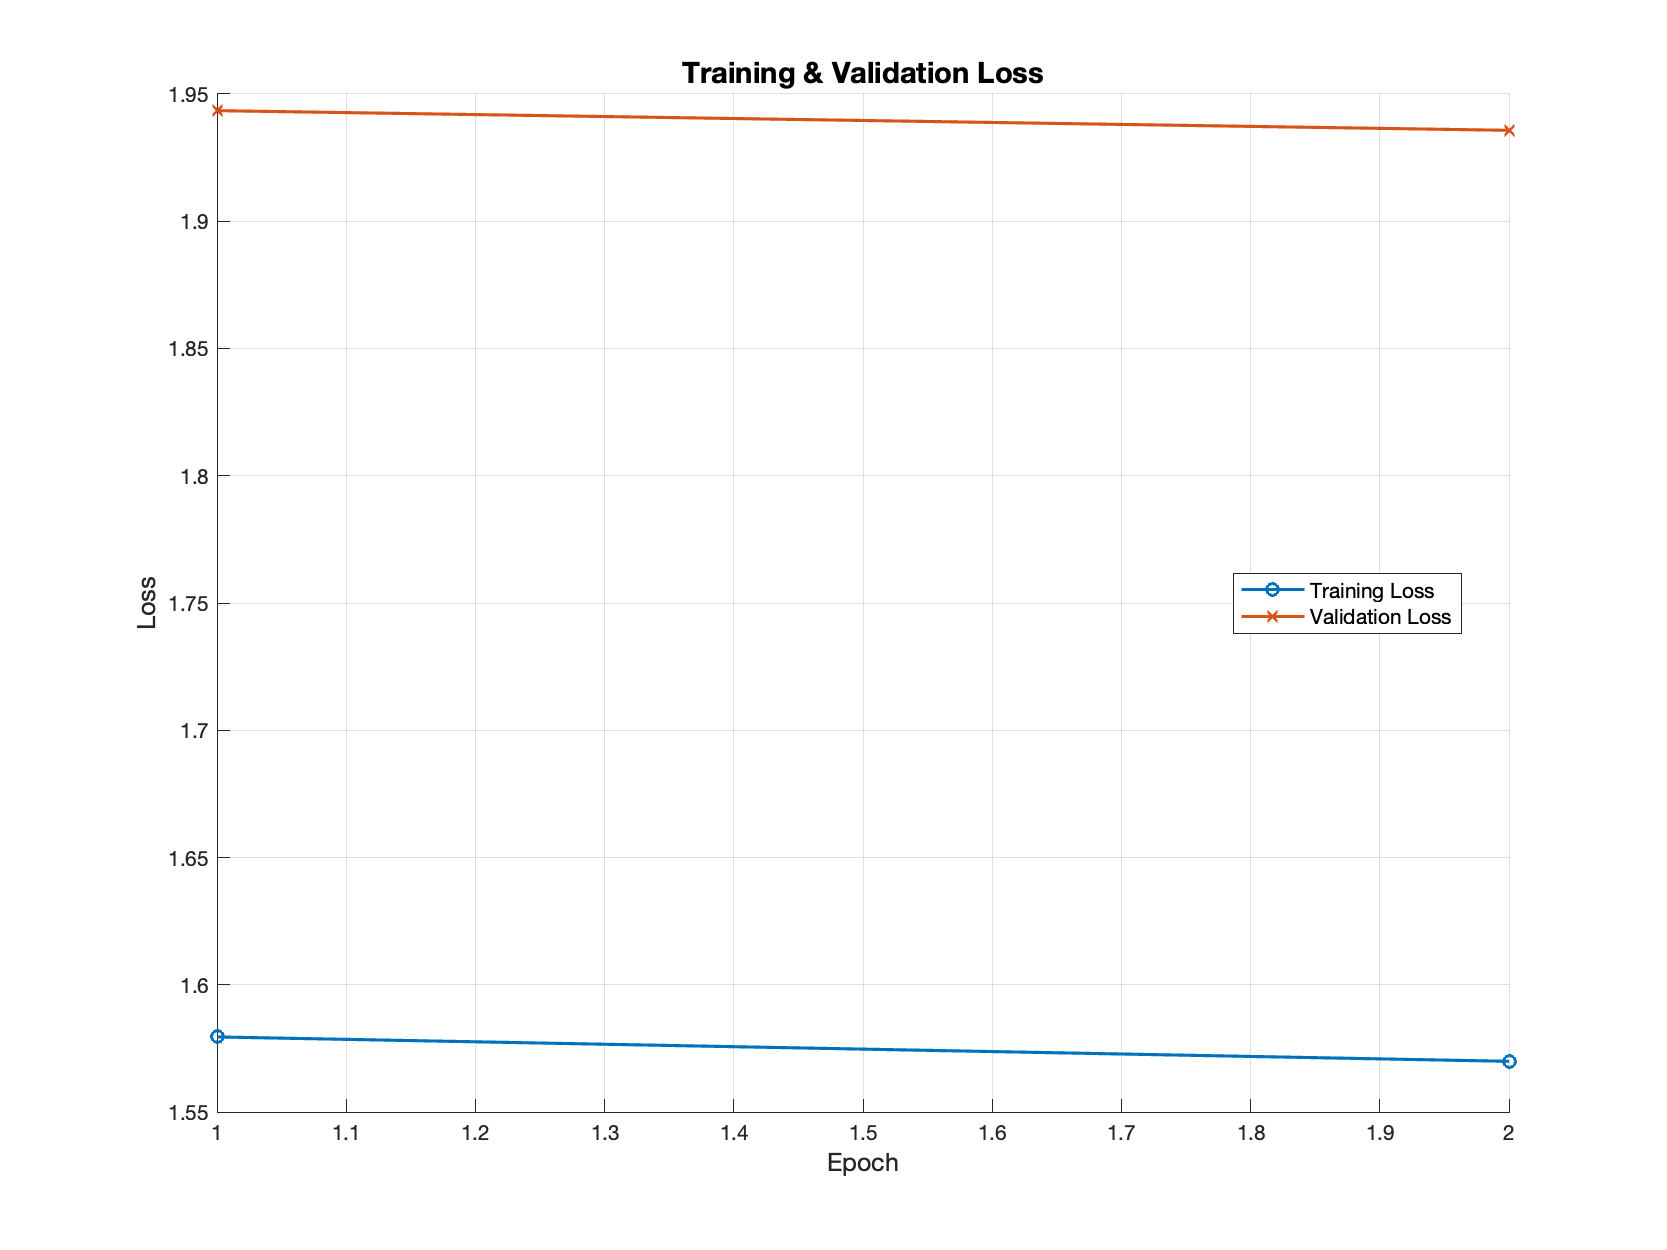 Training & Validation Loss
1.95
1.9
1.85
1.8
1.75
1.7
1.65
1.6
1.55
Loss
Training Loss
Validation Loss
1 1.1 1.2 1.3 1.4 1.5 1.6 1.7 1.8 1.9 2
Epoch